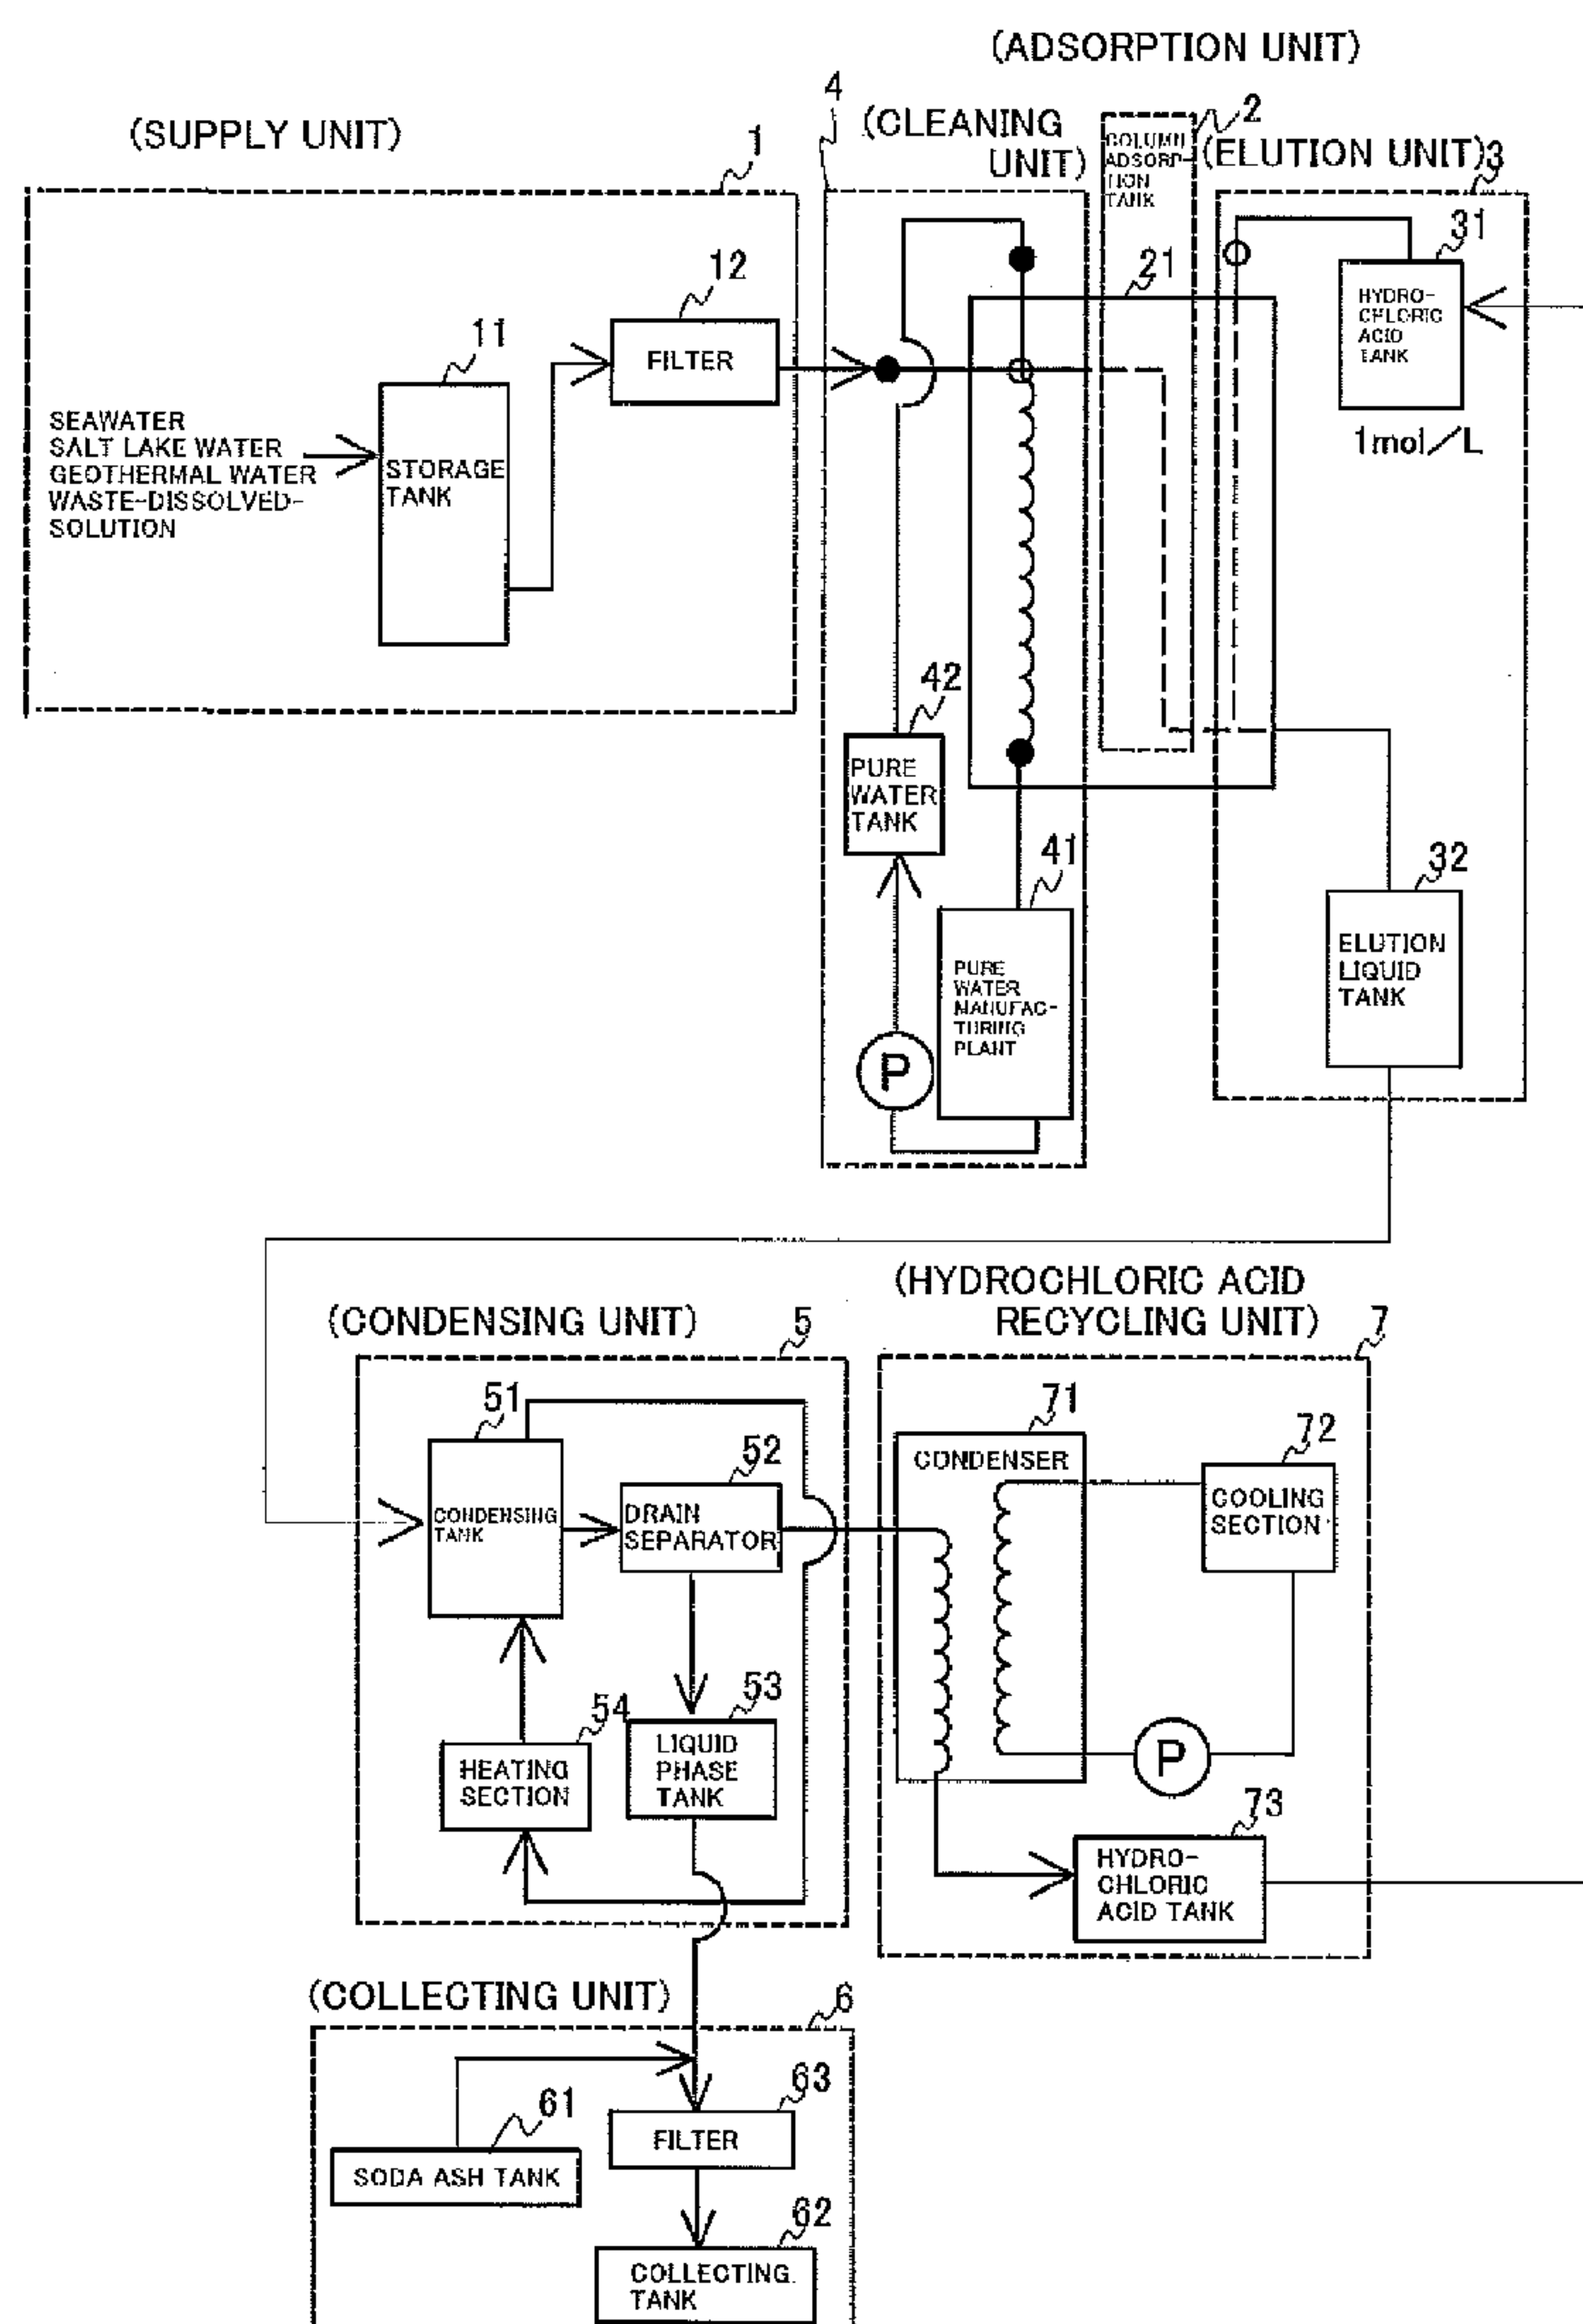 (ADSORPTION UNIT)
4
(CLEANING
UNIT)
2
COLUMN
ADSORP-
TION
TANK
(ELUTION UNIT)
3
(SUPPLY UNIT)
1
31
HYDRO-
CHLORIC
ACID
TANK
1mol/L
12
FILTER
21
11
STORAGE
TANK
SEAWATER
SALT LAKE WATER
GEOTHERMAL WATER
WASTE-DISSOLVED-
SOLUTION
42
PURE
WATER
TANK
41
PURE
WATER
MANUFAC-
TURING
PLANT
P
32
ELUTION
LIQUID
TANK
(CONDENSING UNIT)
5
(HYDROCHLORIC ACID
RECYCLING UNIT)
7
51
CONDENSING
TANK
52
DRAIN
SEPARATOR
53
LIQUID
PHASE
TANK
54
HEATING
SECTION
71
CONDENSER
72
COOLING
SECTION
P
73
HYDRO-
CHLORIC
ACID TANK
(COLLECTING UNIT)
6
61
SODA ASH TANK
63
FILTER
62
COLLECTING
TANK